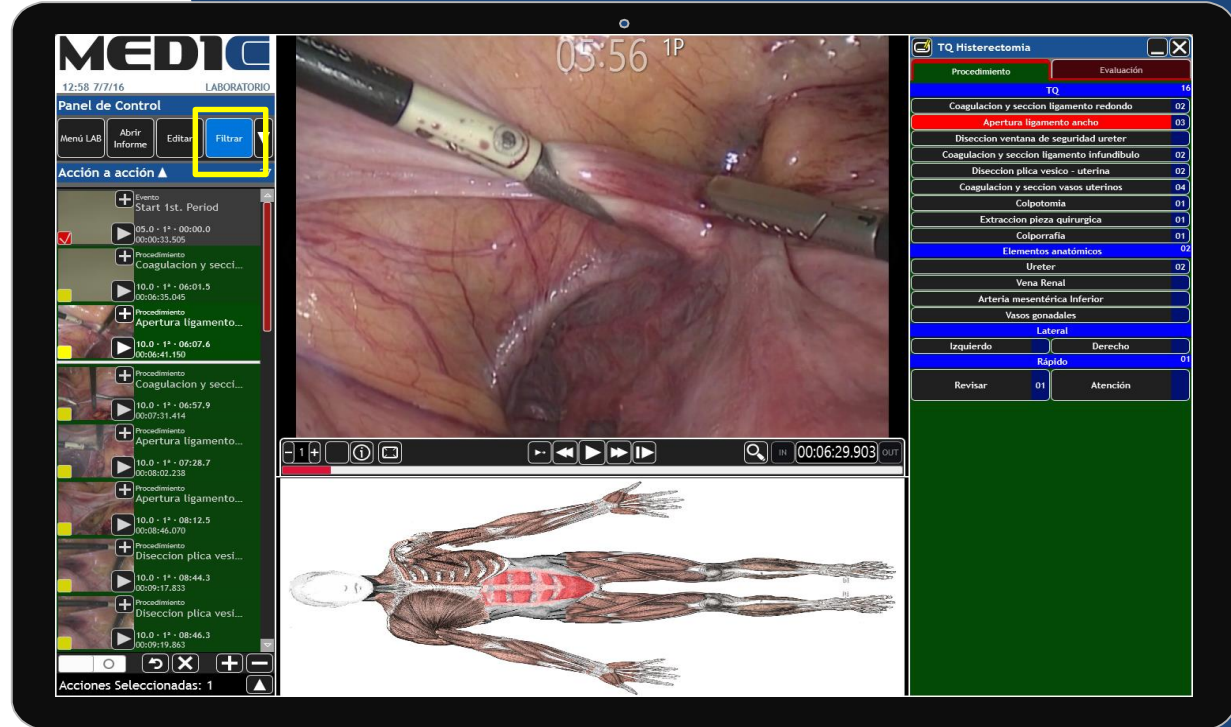 MEDIC
12:58 7/7/16 LABORATORIO
Panel de Control
Menú LAB
Abrir Informe
Editar
Filtrar
Acción a acción ▲
Evento
Start 1st. Period
05.0 · 1ª · 00:00.0
00:00:33.505
Procedimiento
Coagulacion y secci...
10.0 · 1ª · 06:01.5
00:06:35.045
Procedimiento
Apertura ligamento...
10.0 · 1ª · 06:07.6
00:06:41.150
Procedimiento
Coagulacion y secci...
10.0 · 1ª · 06:57.9
00:07:31.414
Procedimiento
Apertura ligamento...
10.0 · 1ª · 07:28.7
00:08:02.238
Procedimiento
Apertura ligamento...
10.0 · 1ª · 08:12.5
00:08:46.070
Procedimiento
Diseccion plica vesi...
10.0 · 1ª · 08:44.3
00:09:17.833
Procedimiento
Diseccion plica vesi...
10.0 · 1ª · 08:46.3
00:09:19.863
Acciones Seleccionadas: 1
05:56 1P
1
IN 00:06:29.903 OUT
TQ Histerectomia
Procedimiento Evaluación
TQ 16
Coagulacion y seccion ligamento redondo 02
Apertura ligamento ancho 03
Diseccion ventana de seguridad ureter
Coagulacion y seccion ligamento infundibulo 02
Diseccion plica vesico - uterina 02
Coagulacion y seccion vasos uterinos 04
Colpotomia 01
Extraccion pieza quirurgica 01
Colporrafia 01
Elementos anatómicos 02
Ureter 02
Vena Renal
Arteria mesentérica Inferior
Vasos gonadales
Lateral
Izquierdo Derecho
Rápido 01
Revisar 01 Atención